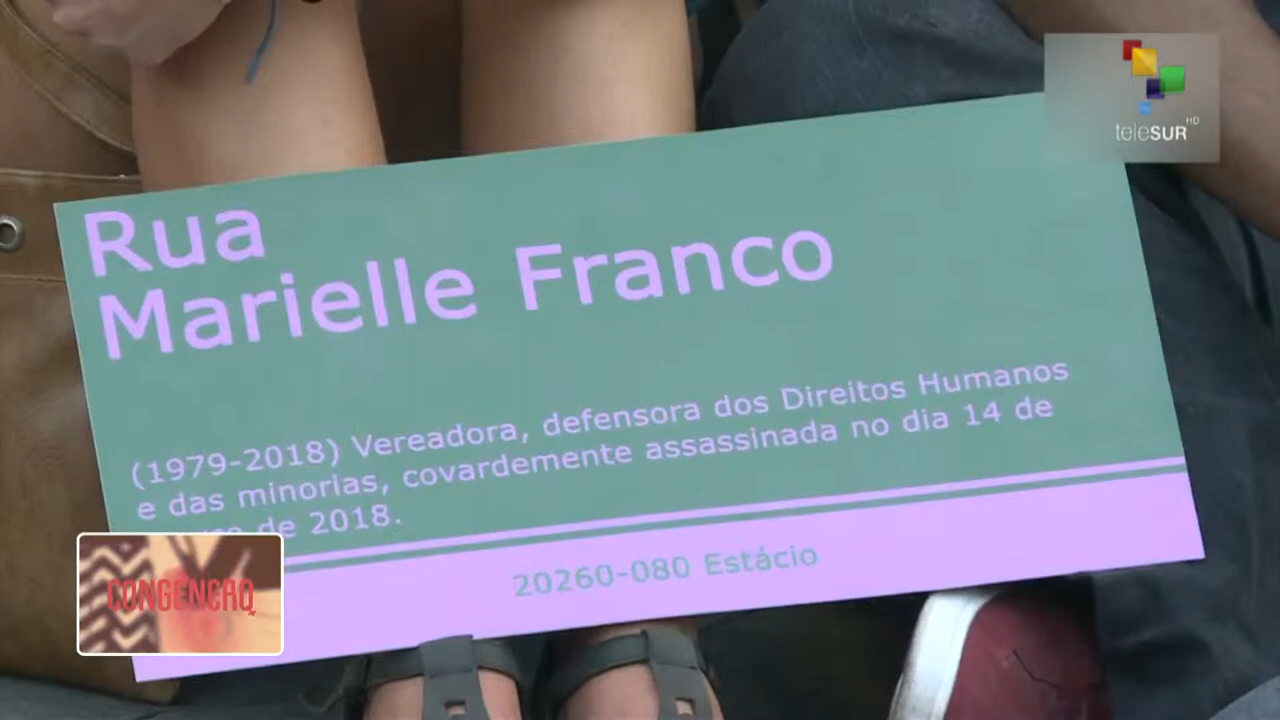 Rua
Marielle Franco
(1979-2018) Vereadora, defensora dos Direitos Humanos
e das minorias, covardemente assassinada no dia 14 de
de 2018.
20260-080 Estácio
teleSUR HD
CONGENCAQ